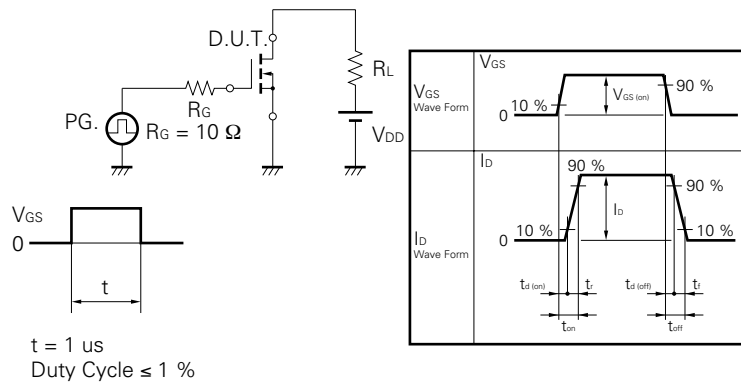 D.U.T.
RL
RG
PG.
RG = 10 Ω
VDD
VGS
0
t
t = 1 us
Duty Cycle ≤ 1 %
VGS
Wave Form
VGS
10 %
VGS (on)
90 %
0
ID
Wave Form
ID
90 %
90 %
ID
10 %
10 %
0
td (on)
tr
td (off)
tf
ton
toff